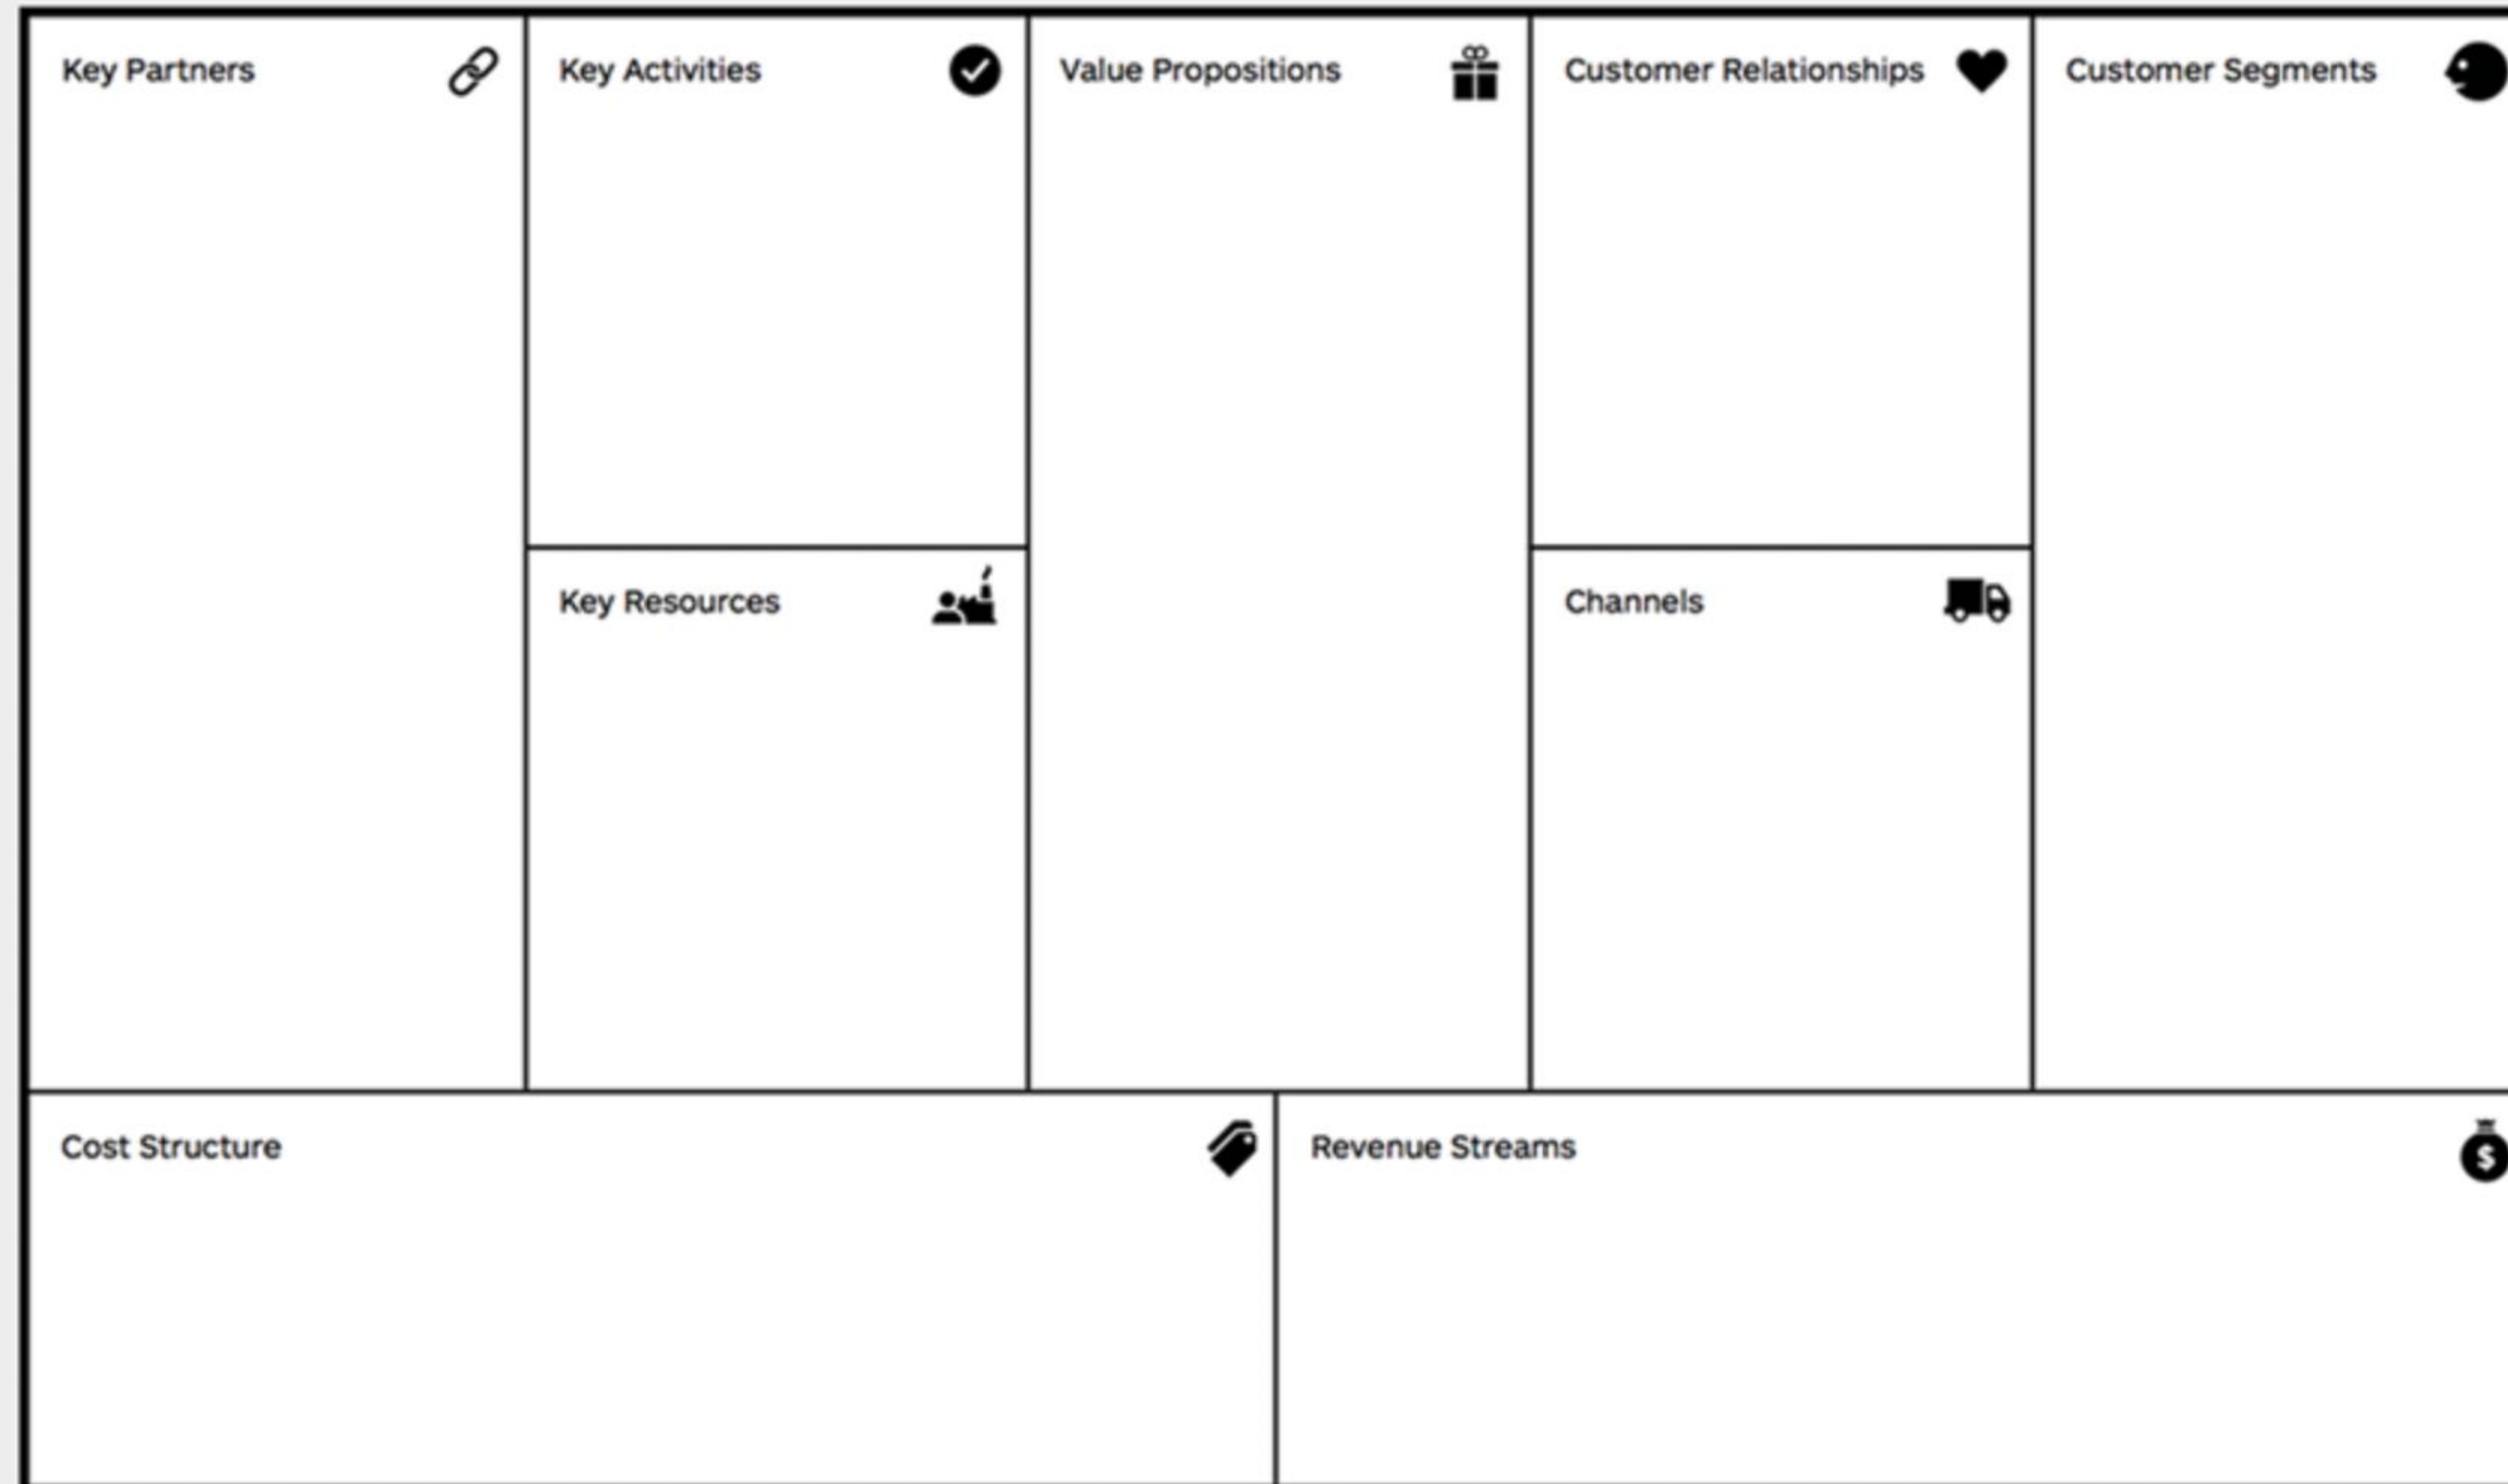 Key Partners
Key Activities
Value Propositions
Customer Relationships
Customer Segments
Key Resources
Channels
Cost Structure
Revenue Streams
$